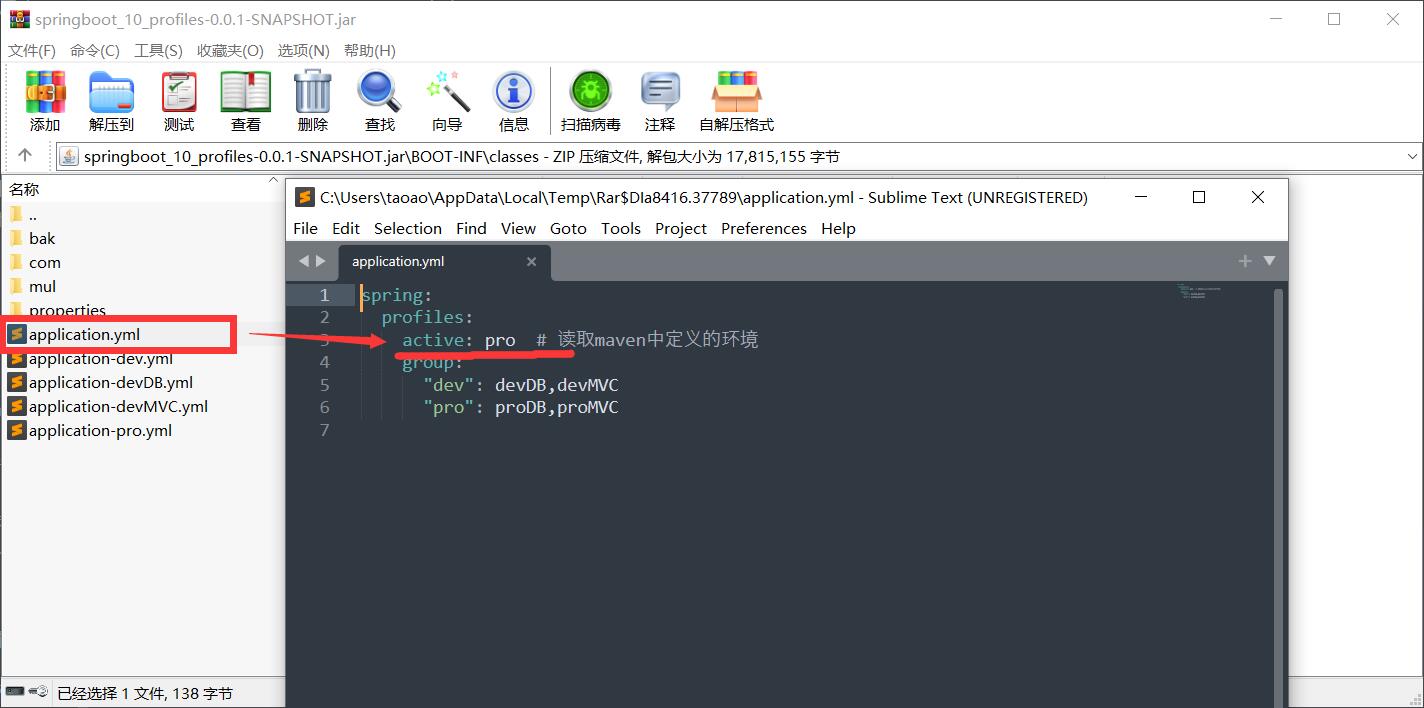 springboot_10_profiles-0.0.1-SNAPSHOT.jar
文件(F) 命令(C) 工具(S) 收藏夹(O) 选项(N) 帮助(H)
添加 解压到 测试 查看 删除 查找 向导 信息 扫描病毒 注释 自解压格式
springboot_10_profiles-0.0.1-SNAPSHOT.jar\BOOT-INF\classes - ZIP 压缩文件, 解包大小为 17,815,155 字节
名称
..
bak
com
mul
properties
application.yml
application-dev.yml
application-devDB.yml
application-devMVC.yml
application-pro.yml
C:\Users\taoao\AppData\Local\Temp\Rar$DIa8416.37789\application.yml - Sublime Text (UNREGISTERED)
File Edit Selection Find View Goto Tools Project Preferences Help
application.yml
1 spring:
2 profiles:
3 active: pro # 读取maven中定义的环境
4 group:
5 "dev": devDB,devMVC
6 "pro": proDB,proMVC
7
已经选择 1 文件, 138 字节